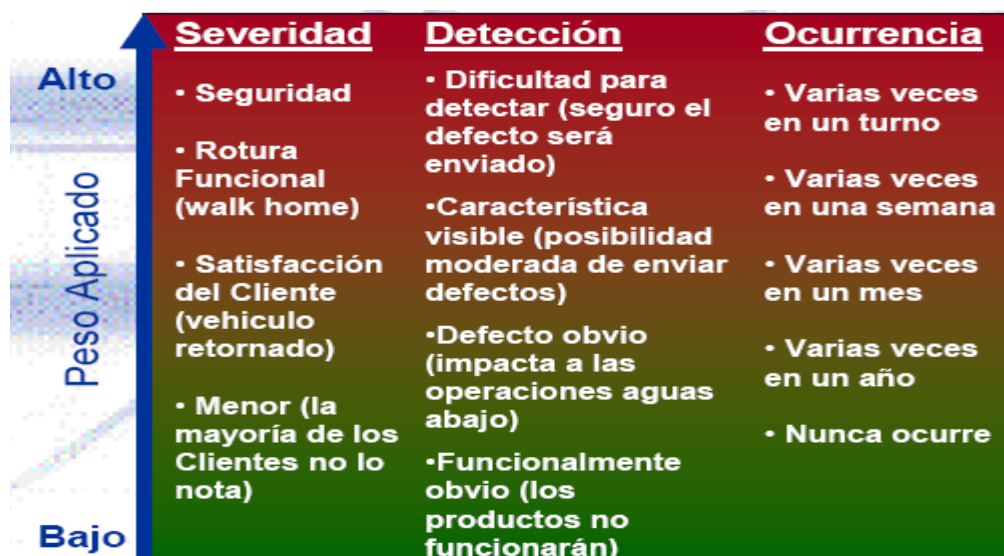 Alto
Peso Aplicado
Bajo
Severidad
• Seguridad
• Rotura
Funcional
(walk home)
• Satisfacción
del Cliente
(vehiculo
retornado)
• Menor (la
mayoría de los
Clientes no lo
nota)
Detección
• Dificultad para
detectar (seguro el
defecto será
enviado)
•Característica
visible (posibilidad
moderada de enviar
defectos)
•Defecto obvio
(impacta a las
operaciones aguas
abajo)
•Funcionalmente
obvio (los
productos no
funcionarán)
Ocurrencia
• Varias veces
en un turno
• Varias veces
en una semana
• Varias veces
en un mes
• Varias veces
en un año
• Nunca ocurre